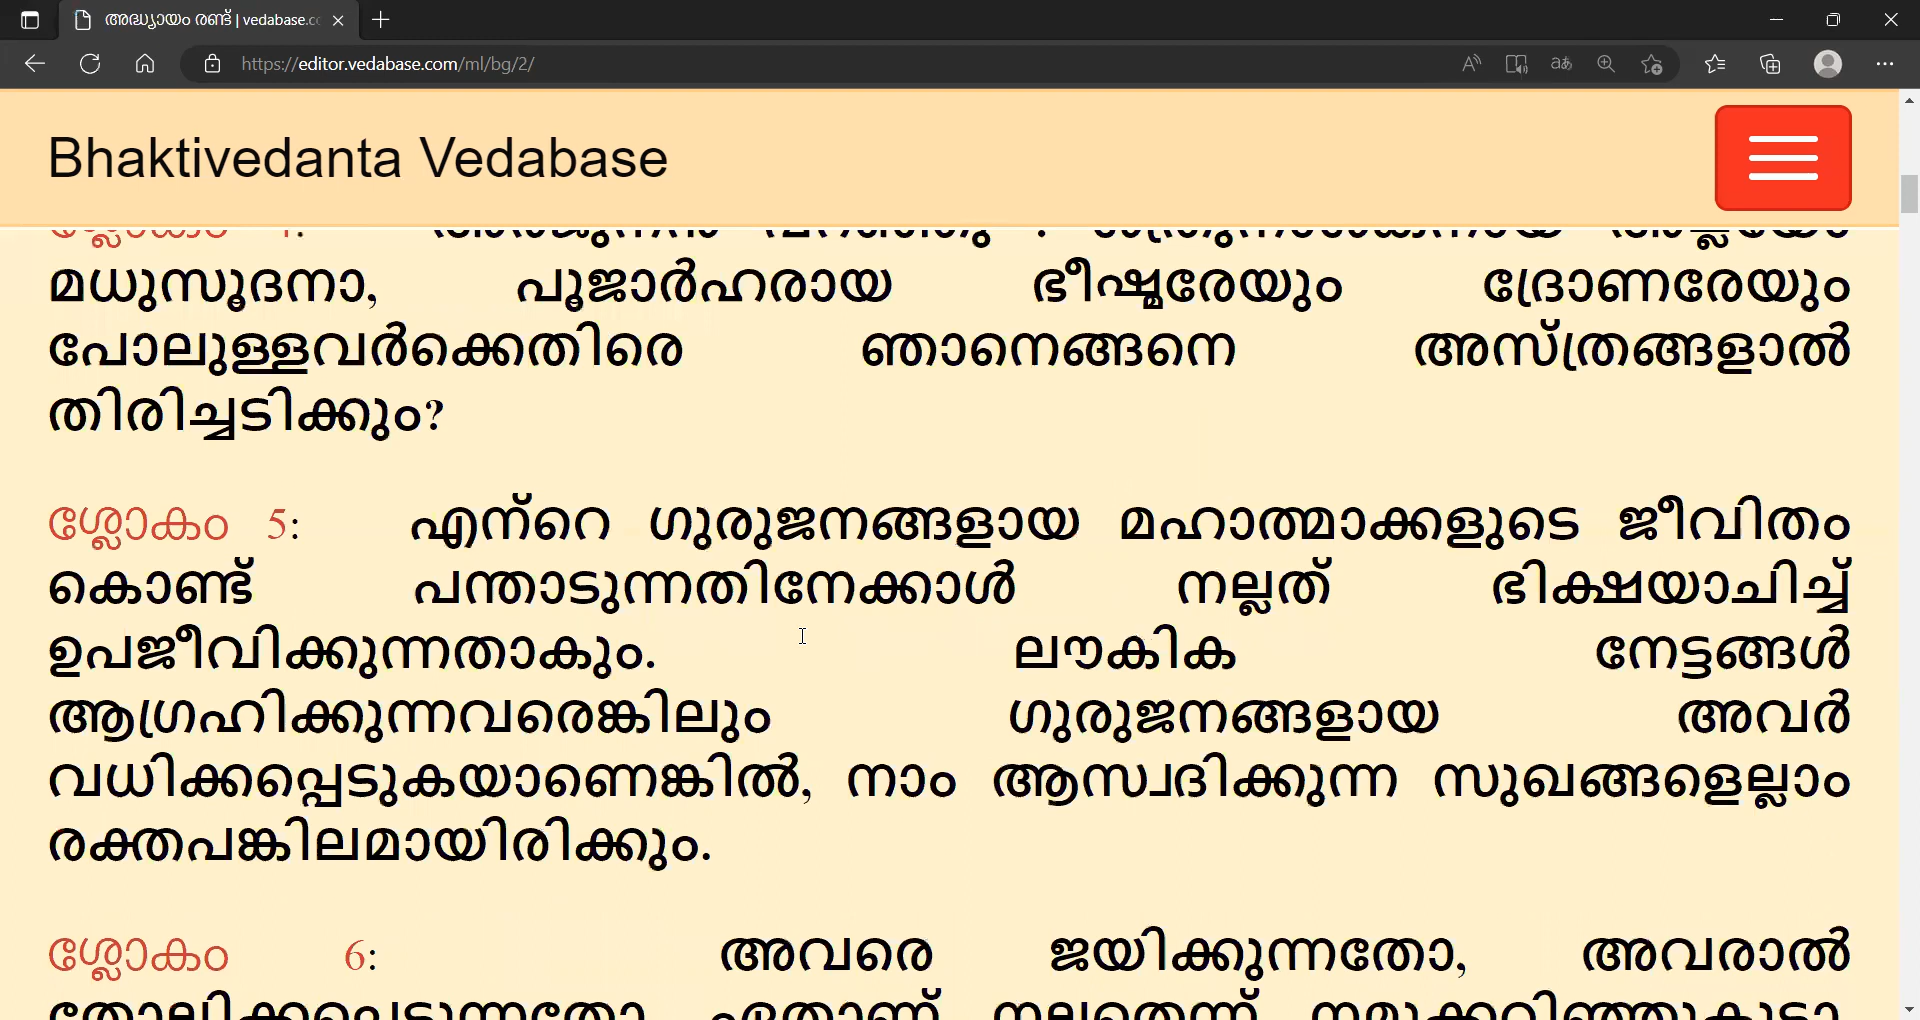 അദ്ധ്യായം രണ്ട് | vedabase.cc
https://editor.vedabase.com/ml/bg/2/
Bhaktivedanta Vedabase
മധുസൂദനാ, പൂജാർഹരായ ഭീഷ്മരേയും ദ്രോണരേയും
പോലുള്ളവർക്കെതിരെ ഞാനെങ്ങനെ അസ്ത്രങ്ങളാൽ
തിരിച്ചടിക്കും?
ശ്ലോകം 5: എന്റെ ഗുരുജനങ്ങളായ മഹാത്മാക്കളുടെ ജീവിതം
കൊണ്ട് പന്താടുന്നതിനേക്കാൾ നല്ലത് ഭിക്ഷയാചിച്ച്
ഉപജീവിക്കുന്നതാകും. ലൗകിക നേട്ടങ്ങൾ
ആഗ്രഹിക്കുന്നവരെങ്കിലും ഗുരുജനങ്ങളായ അവർ
വധിക്കപ്പെടുകയാണെങ്കിൽ, നാം ആസ്വദിക്കുന്ന സുഖങ്ങളെല്ലാം
രക്തപങ്കിലമായിരിക്കും.
ശ്ലോകം 6: അവരെ ജയിക്കുന്നതോ, അവരാൽ